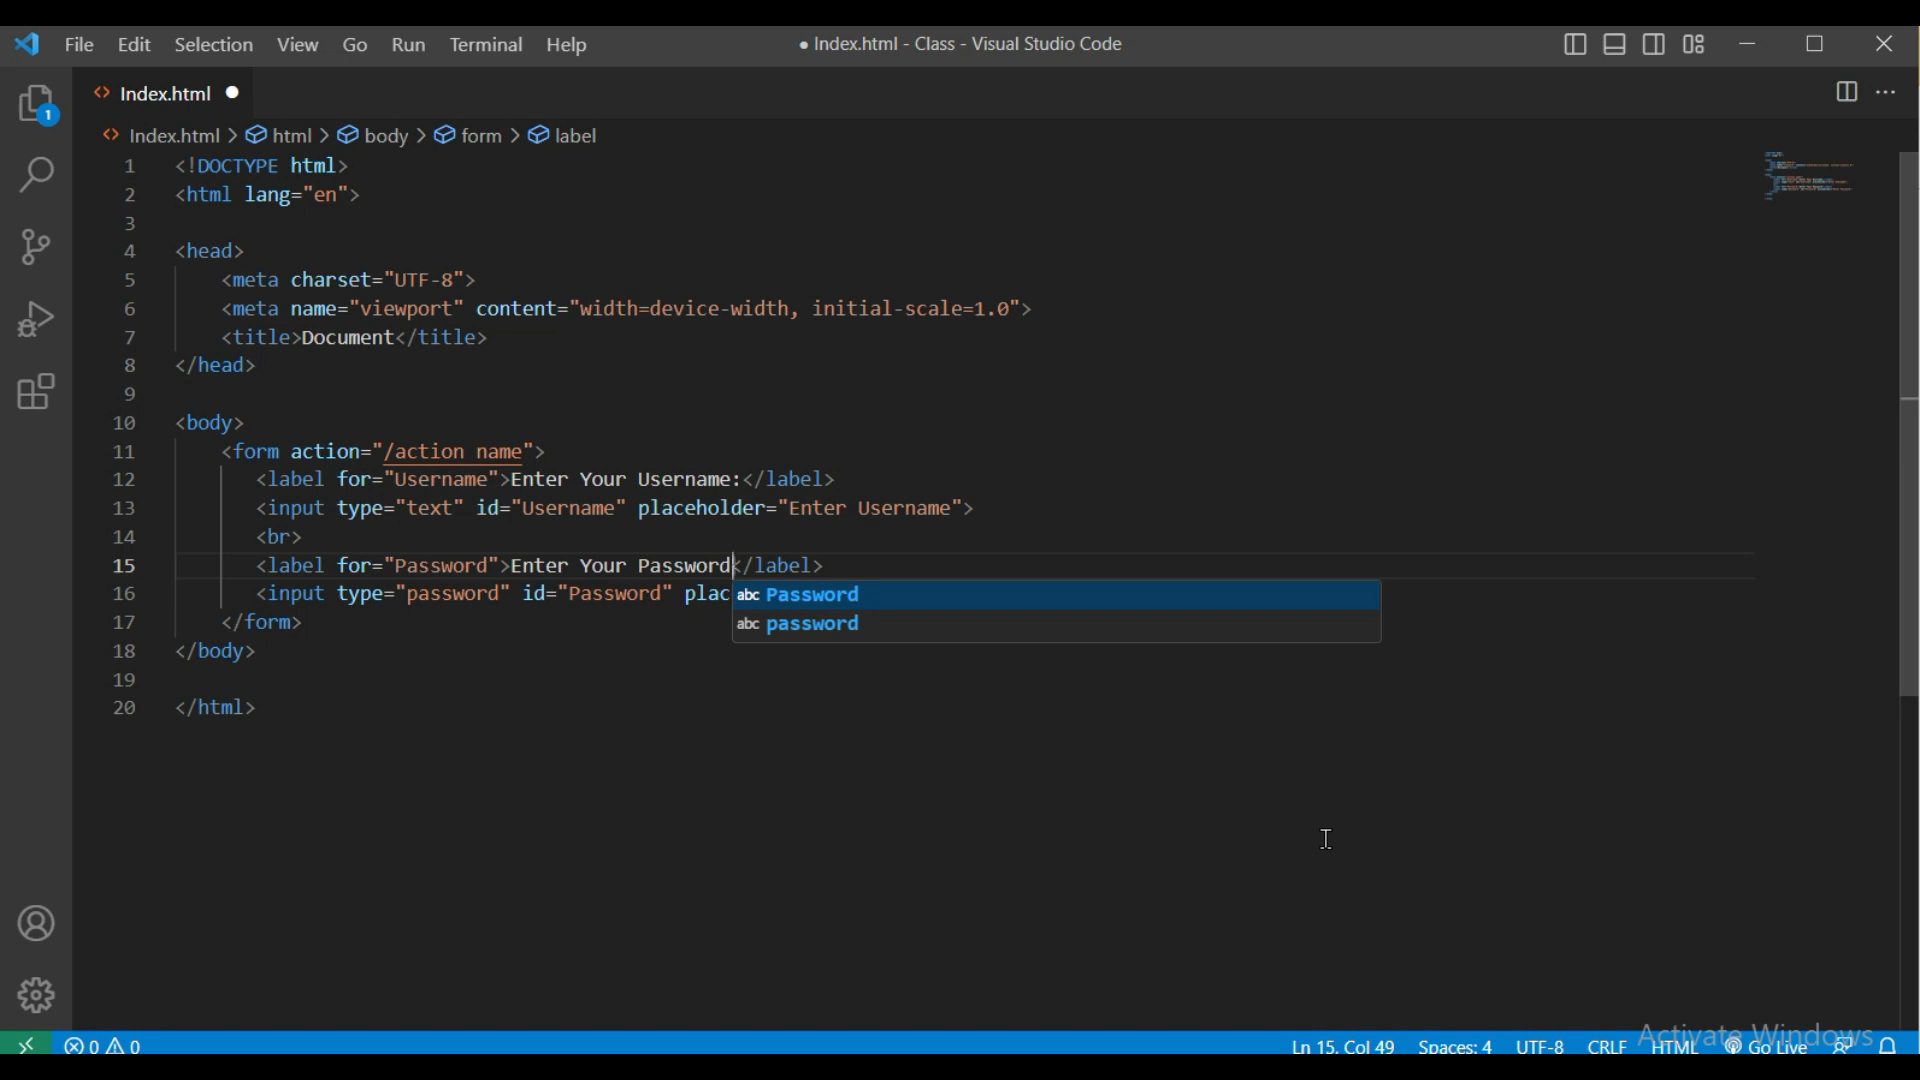 File Edit Selection View Go Run Terminal Help
● Index.html - Class - Visual Studio Code
1
<> Index.html ●
<> Index.html > html > body > form > label
1 <!DOCTYPE html>
2 <html lang="en">
3
4 <head>
5 <meta charset="UTF-8">
6 <meta name="viewport" content="width=device-width, initial-scale=1.0">
7 <title>Document</title>
8 </head>
9
10 <body>
11 <form action="/action name">
12 <label for="Username">Enter Your Username:</label>
13 <input type="text" id="Username" placeholder="Enter Username">
14 <br>
15 <label for="Password">Enter Your Password</label>
16 <input type="password" id="Password" plac
abc Password
abc password
17 </form>
18 </body>
19
20 </html>
Activate Windows
0 0
Ln 15, Col 49 Spaces: 4 UTF-8 CRLF HTML Go Live